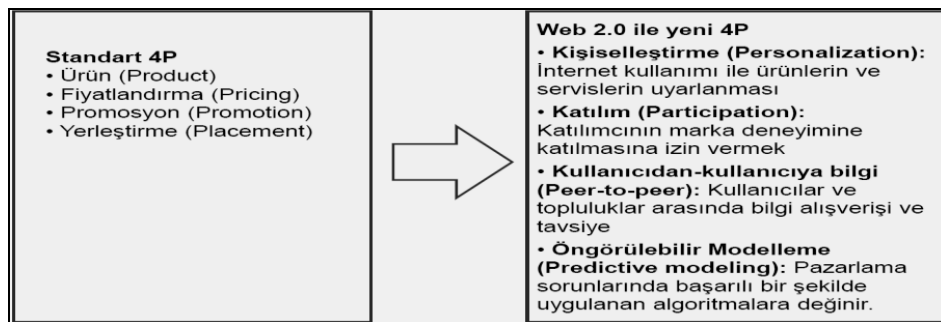 Standart 4P
• Ürün (Product)
• Fiyatlandırma (Pricing)
• Promosyon (Promotion)
• Yerleştirme (Placement)
Web 2.0 ile yeni 4P
• Kişiselleştirme (Personalization):
İnternet kullanımı ile ürünlerin ve
servislerin uyarlanması
• Katılım (Participation):
Katılımcının marka deneyimine
katılmasına izin vermek
• Kullanıcıdan-kullanıcıya bilgi
(Peer-to-peer): Kullanıcılar ve
topluluklar arasında bilgi alışverişi ve
tavsiye
• Öngörülebilir Modelleme
(Predictive modeling): Pazarlama
sorunlarında başarılı bir şekilde
uygulanan algoritmalara değinir.